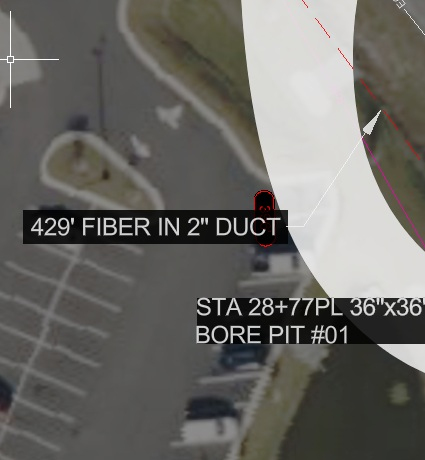 429' FIBER IN 2" DUCT
STA 28+77PL 36"x36"
BORE PIT #01